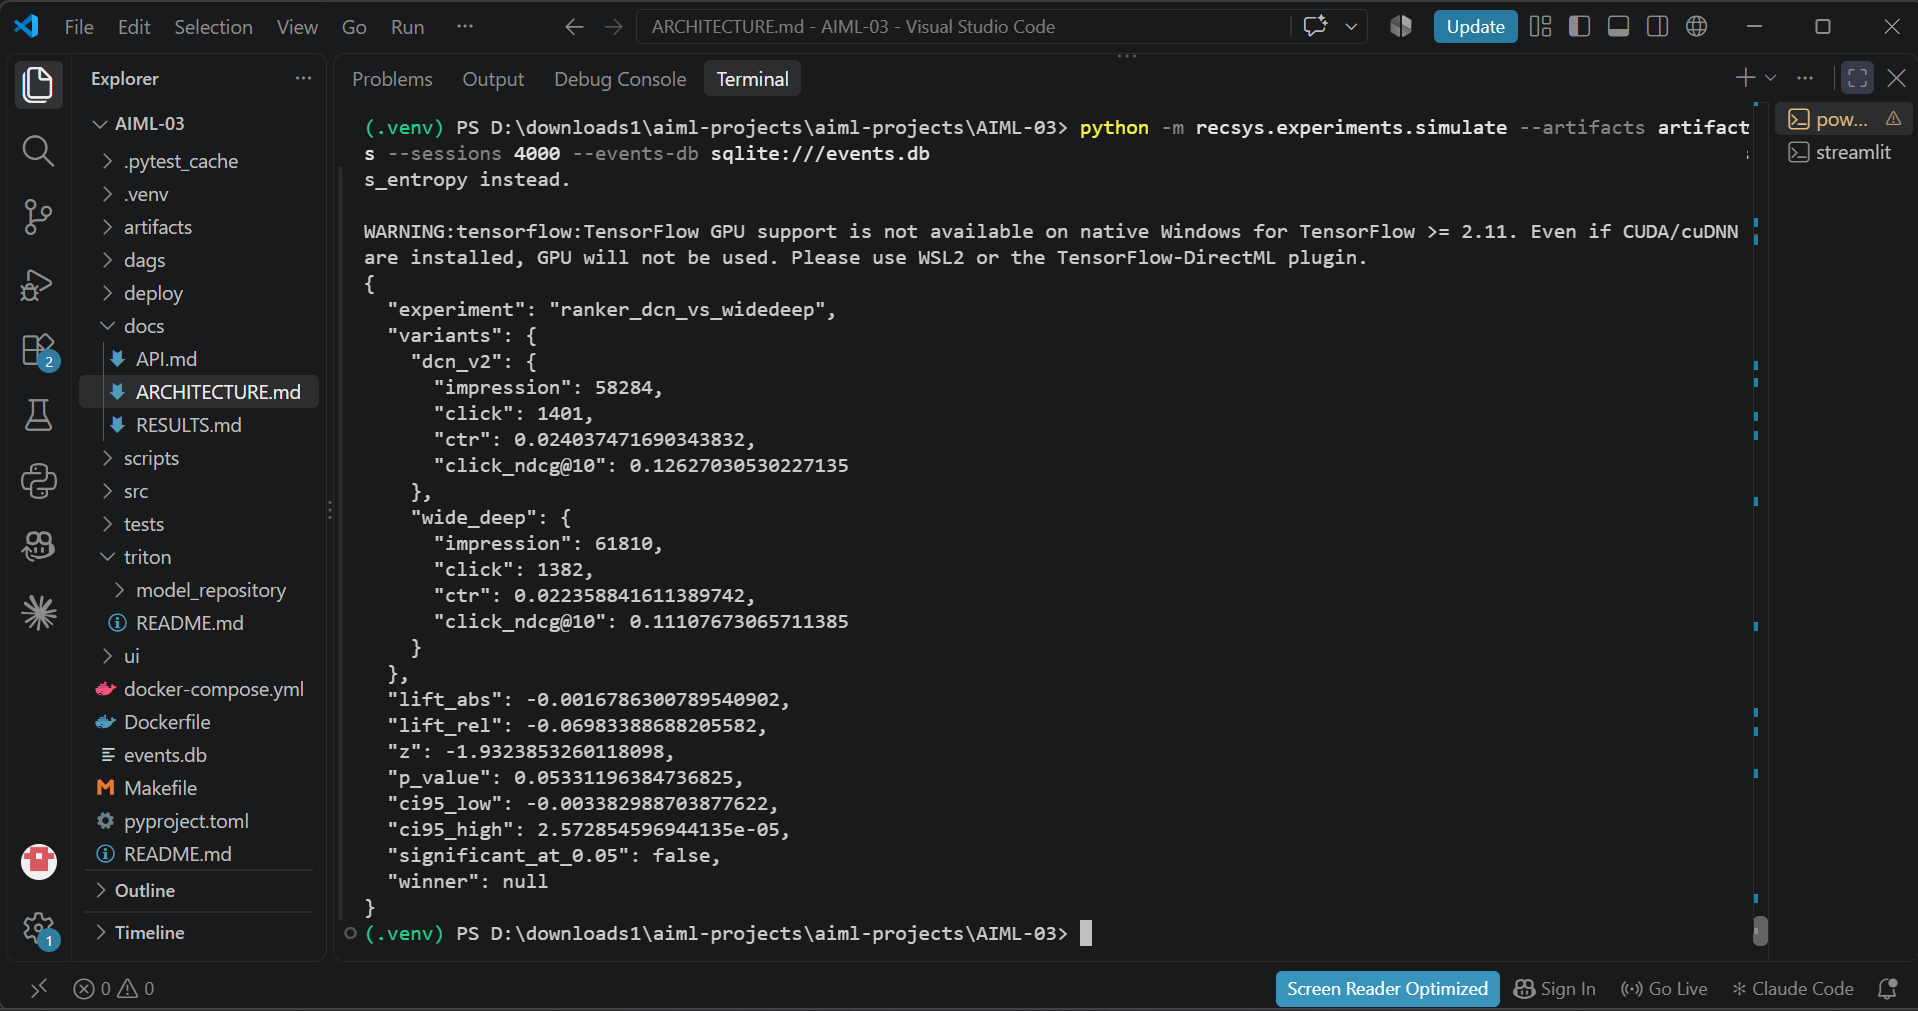 File Edit Selection View Go Run ··· ARCHITECTURE.md - AIML-03 - Visual Studio Code Update
Explorer ···
AIML-03
.pytest_cache
.venv
artifacts
dags
deploy
docs
API.md
ARCHITECTURE.md
RESULTS.md
scripts
src
tests
triton
model_repository
README.md
ui
docker-compose.yml
Dockerfile
events.db
Makefile
pyproject.toml
README.md
Outline
Timeline
2
1
Problems Output Debug Console Terminal
(.venv) PS D:\downloads1\aiml-projects\aiml-projects\AIML-03> python -m recsys.experiments.simulate --artifacts artifact
s --sessions 4000 --events-db sqlite:///events.db
s_entropy instead.
WARNING:tensorflow:TensorFlow GPU support is not available on native Windows for TensorFlow >= 2.11. Even if CUDA/cuDNN
are installed, GPU will not be used. Please use WSL2 or the TensorFlow-DirectML plugin.
{
"experiment": "ranker_dcn_vs_widedeep",
"variants": {
"dcn_v2": {
"impression": 58284,
"click": 1401,
"ctr": 0.024037471690343832,
"click_ndcg@10": 0.12627030530227135
},
"wide_deep": {
"impression": 61810,
"click": 1382,
"ctr": 0.022358841611389742,
"click_ndcg@10": 0.11107673065711385
}
},
"lift_abs": -0.0016786300789540902,
"lift_rel": -0.06983388688205582,
"z": -1.9323853260118098,
"p_value": 0.05331196384736825,
"ci95_low": -0.003382988703877622,
"ci95_high": 2.572854596944135e-05,
"significant_at_0.05": false,
"winner": null
}
(.venv) PS D:\downloads1\aiml-projects\aiml-projects\AIML-03>
pow...
streamlit
0 0 Screen Reader Optimized Sign In Go Live Claude Code